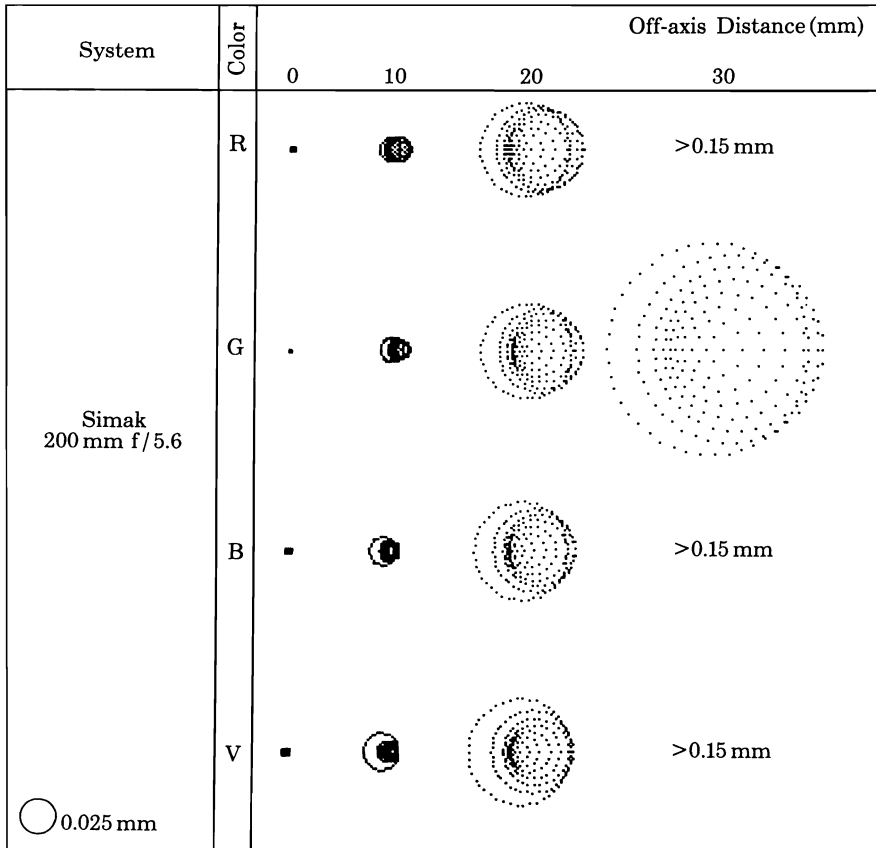 System
Color
Off-axis Distance (mm)
0 10 20 30
R >0.15 mm
G
Simak
200 mm f/5.6
B >0.15 mm
V >0.15 mm
0.025 mm